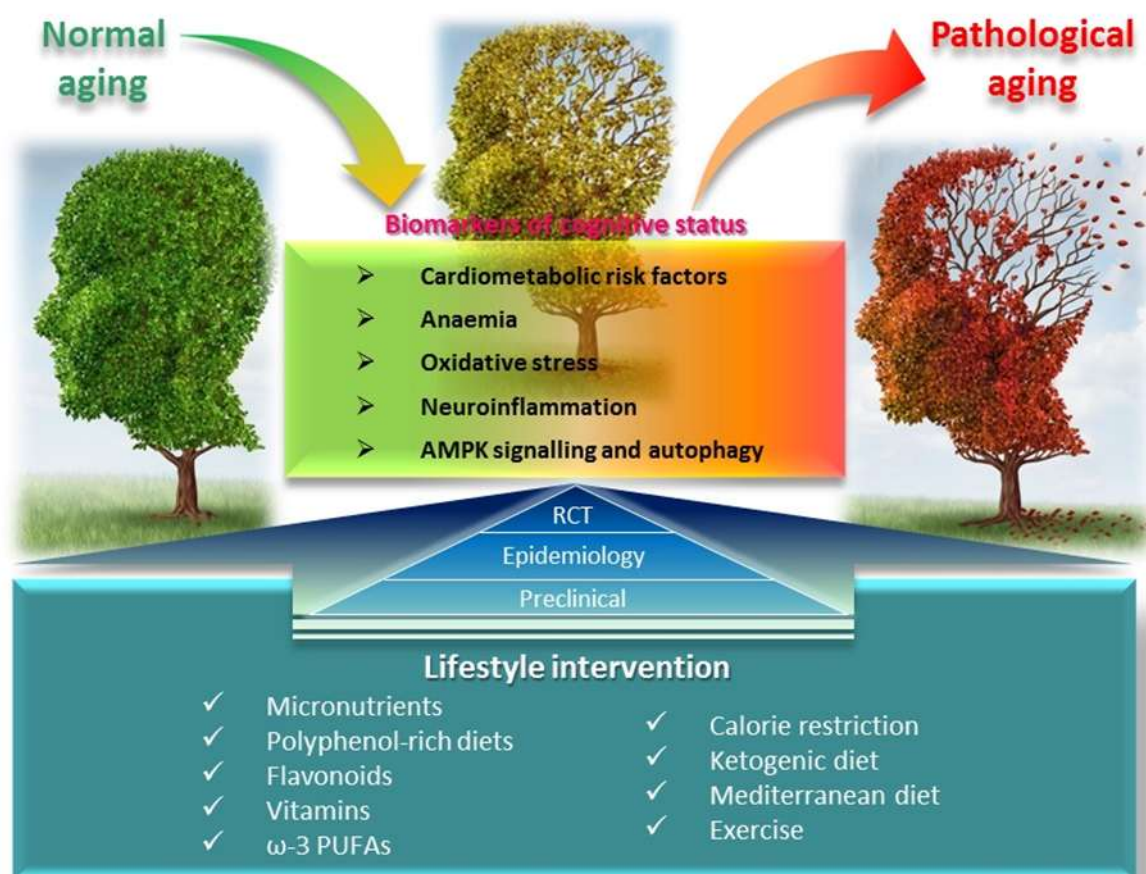 Normal
aging
Pathological
aging
Biomarkers of cognitive status
➢ Cardiometabolic risk factors
➢ Anaemia
➢ Oxidative stress
➢ Neuroinflammation
➢ AMPK signalling and autophagy
RCT
Epidemiology
Preclinical
Lifestyle intervention
✓ Micronutrients
✓ Polyphenol-rich diets
✓ Flavonoids
✓ Vitamins
✓ ω-3 PUFAs
✓ Calorie restriction
✓ Ketogenic diet
✓ Mediterranean diet
✓ Exercise